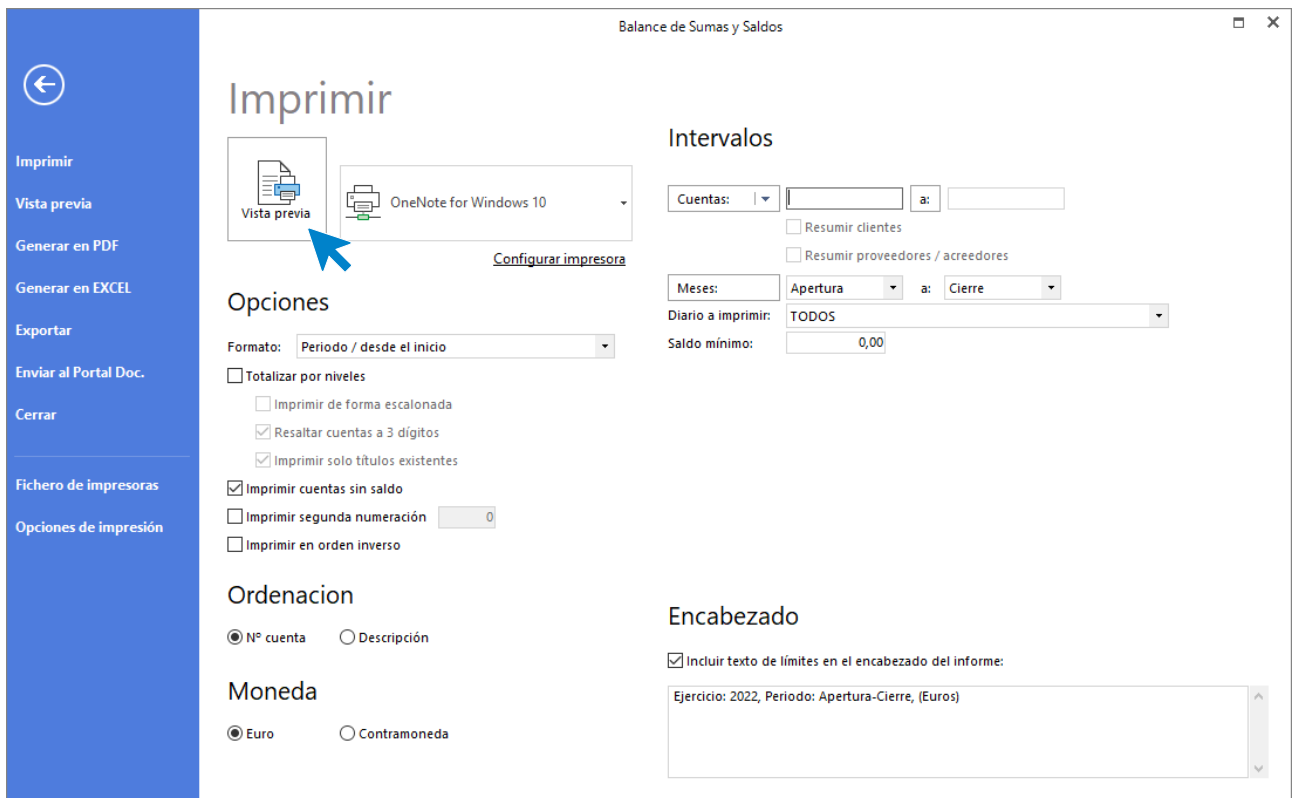 Balance de Sumas y Saldos
Imprimir
Vista previa
Generar en PDF
Generar en EXCEL
Exportar
Enviar al Portal Doc.
Cerrar
Fichero de impresoras
Opciones de impresión
Imprimir
Vista previa
OneNote for Windows 10
Configurar impresora
Opciones
Formato: Periodo / desde el inicio
Totalizar por niveles
Imprimir de forma escalonada
Resaltar cuentas a 3 dígitos
Imprimir solo títulos existentes
Imprimir cuentas sin saldo
Imprimir segunda numeración 0
Imprimir en orden inverso
Ordenacion
Nº cuenta Descripción
Moneda
Euro Contramoneda
Intervalos
Cuentas: a:
Resumir clientes
Resumir proveedores / acreedores
Meses: Apertura a: Cierre
Diario a imprimir: TODOS
Saldo mínimo: 0,00
Encabezado
Incluir texto de límites en el encabezado del informe:
Ejercicio: 2022, Periodo: Apertura-Cierre, (Euros)